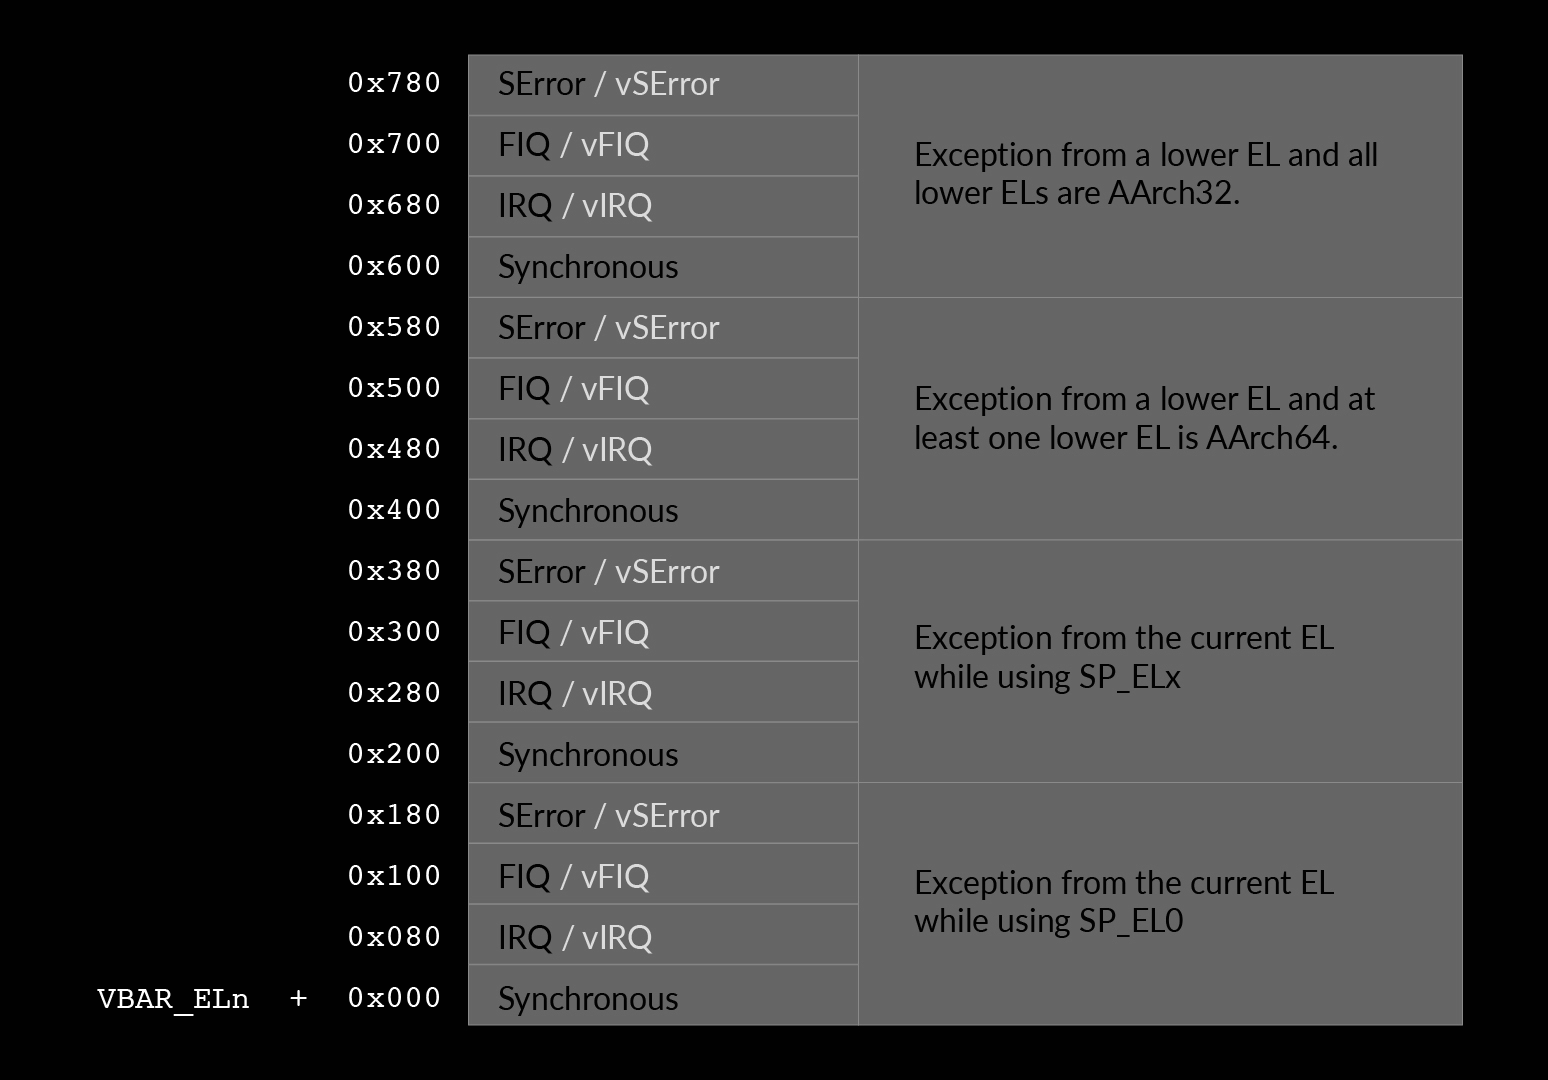 0x780 SError / vSError
0x700 FIQ / vFIQ
Exception from a lower EL and all
lower ELs are AArch32.
0x680 IRQ / vIRQ
0x600 Synchronous
0x580 SError / vSError
0x500 FIQ / vFIQ
Exception from a lower EL and at
least one lower EL is AArch64.
0x480 IRQ / vIRQ
0x400 Synchronous
0x380 SError / vSError
0x300 FIQ / vFIQ
Exception from the current EL
while using SP_ELx
0x280 IRQ / vIRQ
0x200 Synchronous
0x180 SError / vSError
0x100 FIQ / vFIQ
Exception from the current EL
while using SP_EL0
0x080 IRQ / vIRQ
VBAR_ELn + 0x000 Synchronous